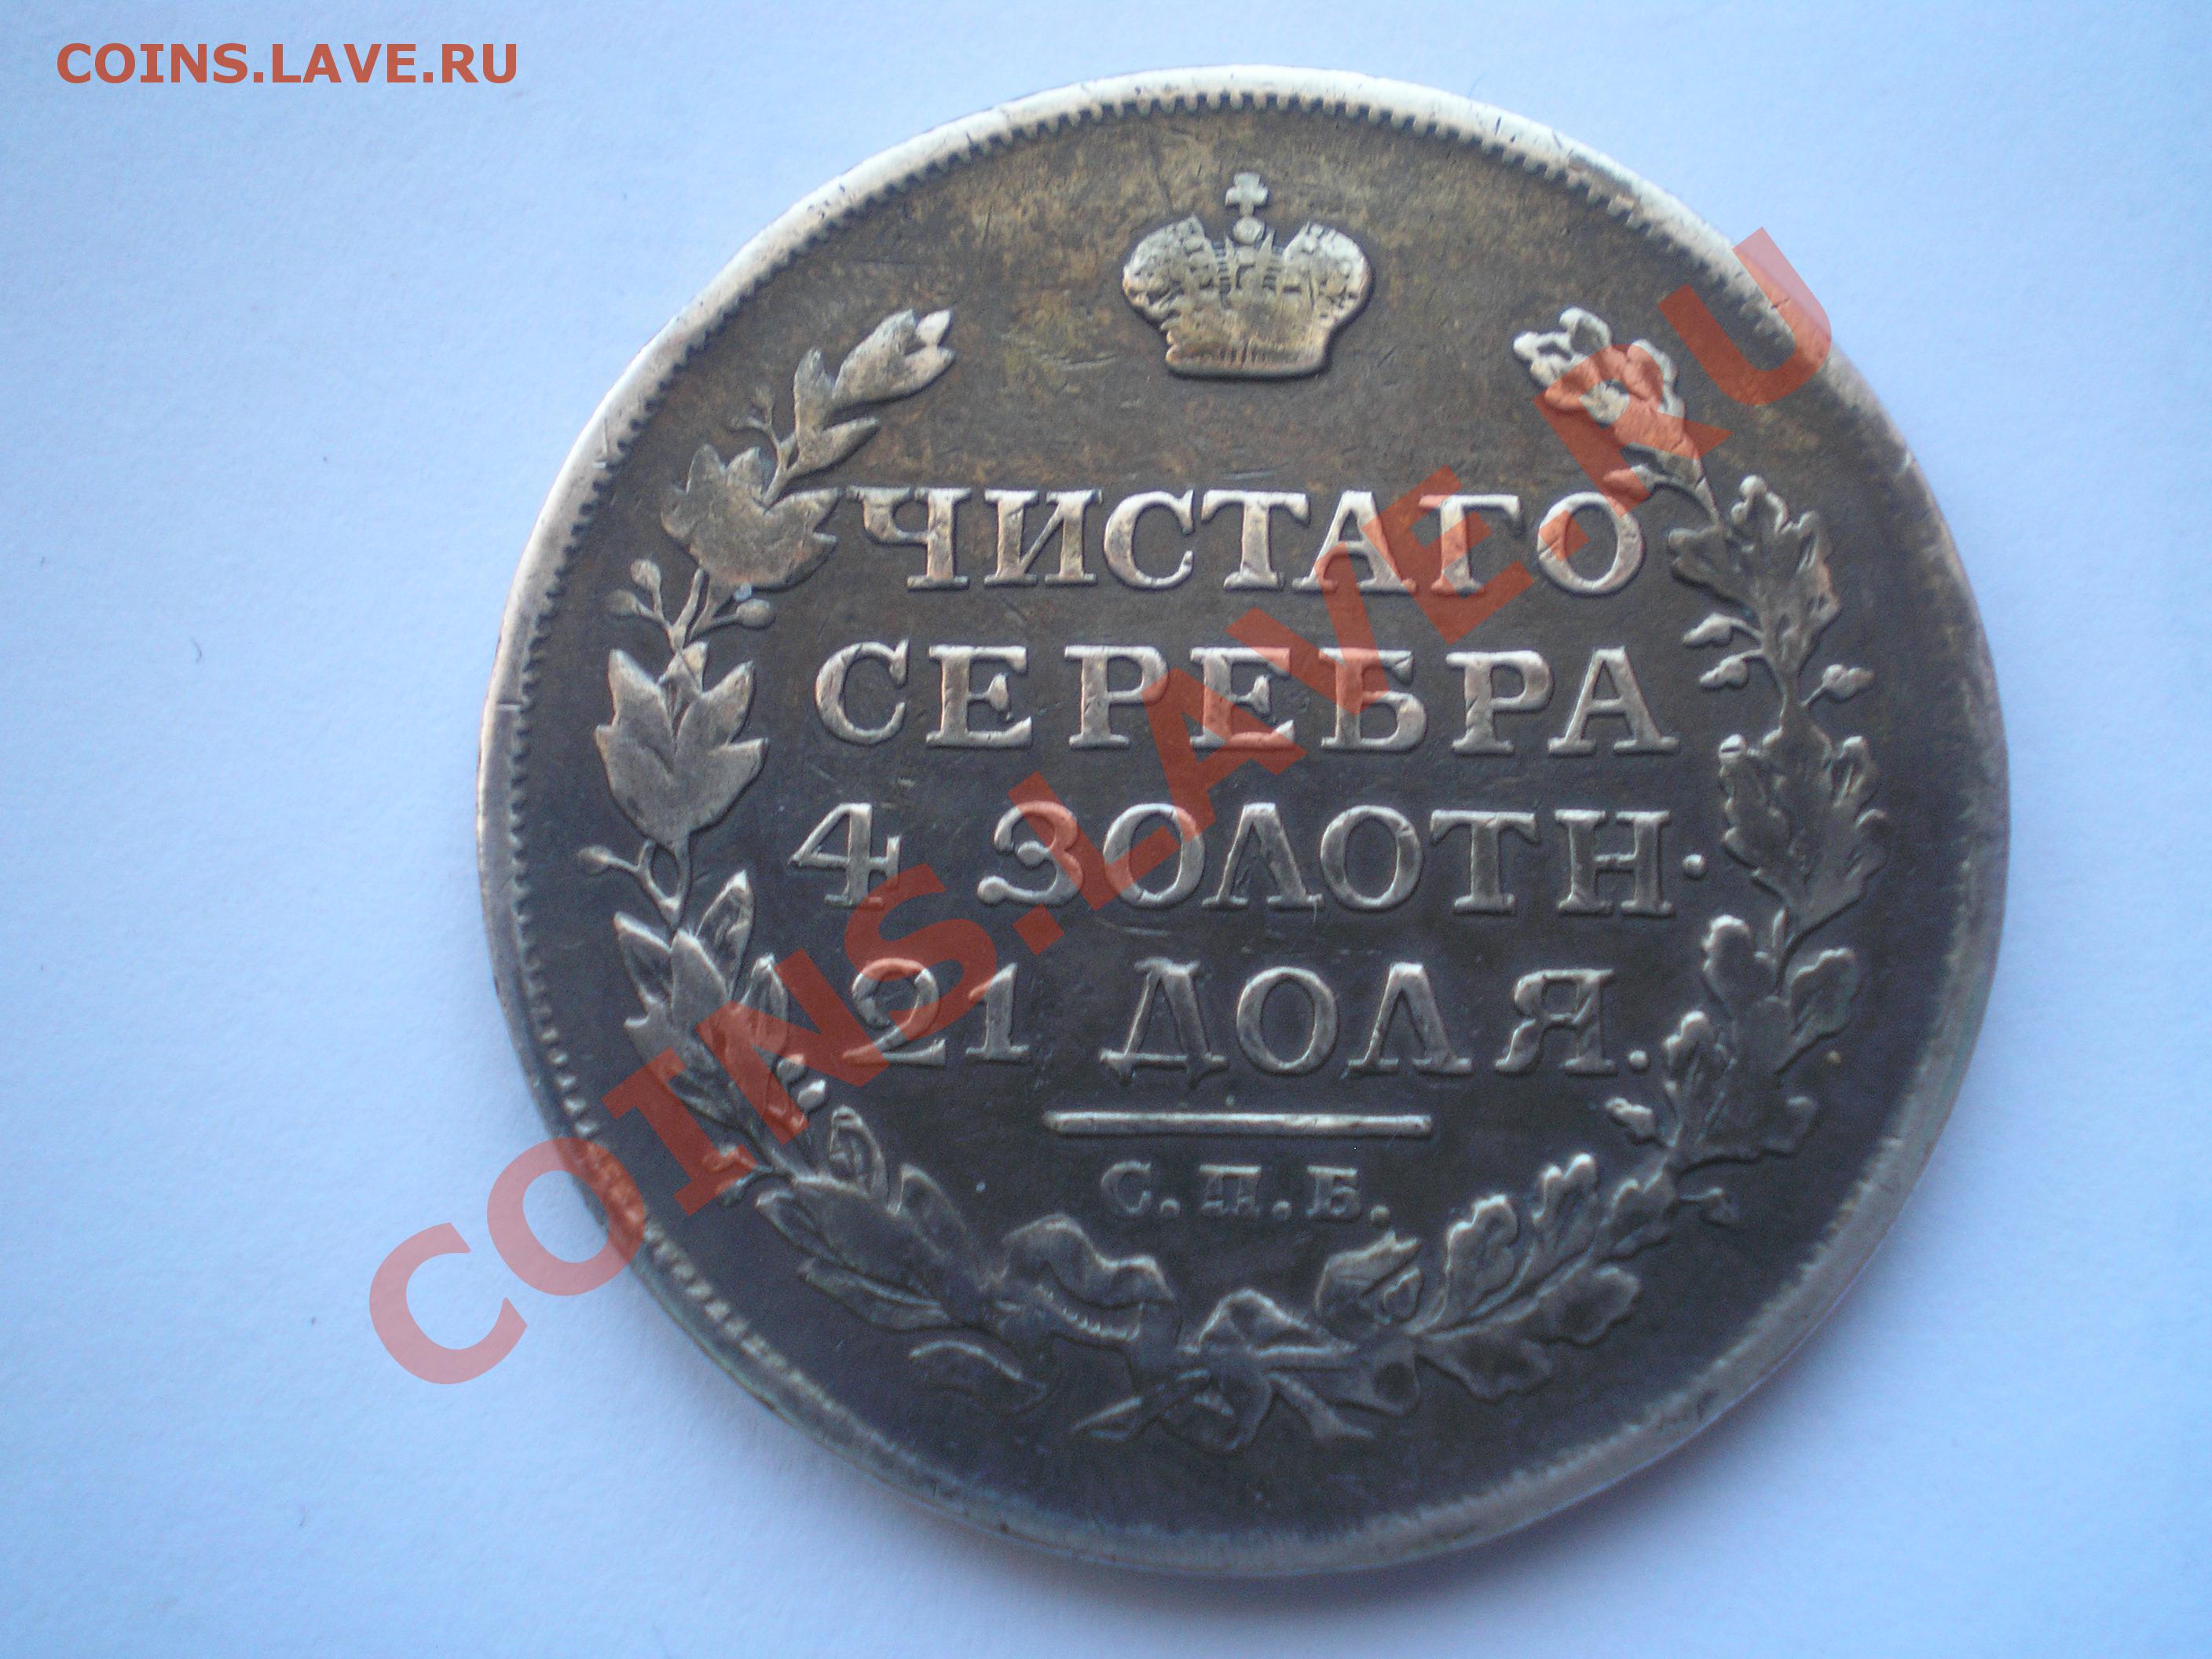 COINS.LAVE.RU
ЧИСТАГО
СЕРЕБРА
4 ЗОЛОТН.
21 ДОЛЯ.
С.П.Б.
COINS.LAVE.RU